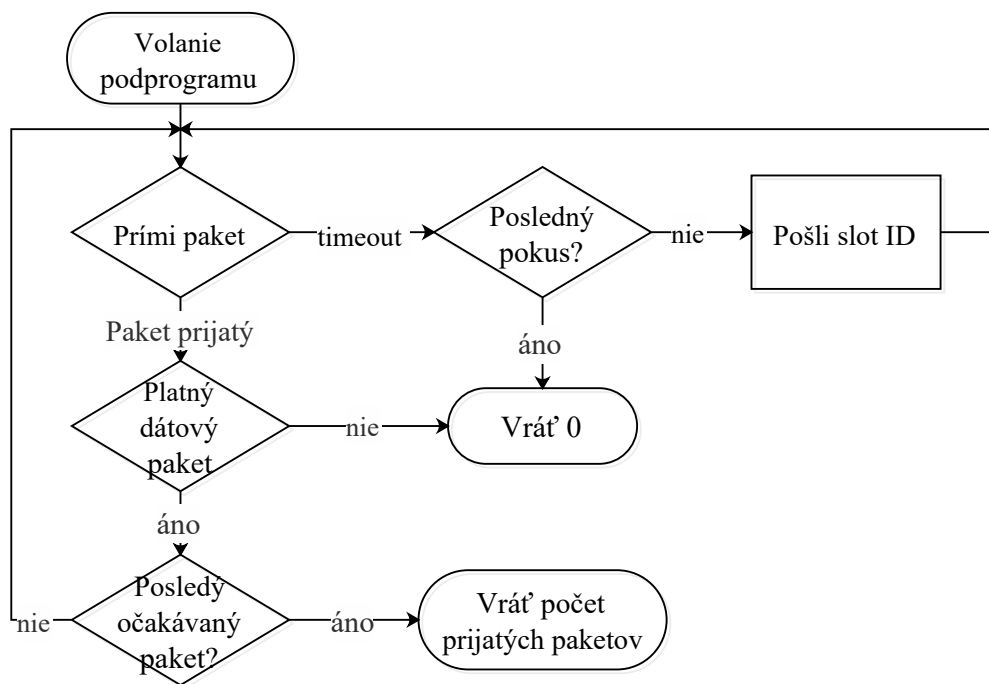 Volanie
podprogramu
Prími paket
timeout
Posledný
pokus?
nie
Pošli slot ID
Paket prijatý
áno
Platný
dátový
paket
nie
Vráť 0
áno
Posledý
očakávaný
paket?
nie
áno
Vráť počet
prijatých paketov